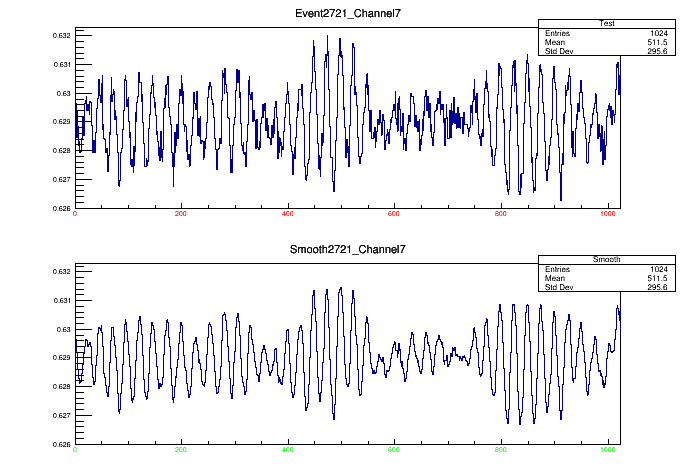 Event2721_Channel7
Test
Entries 1024
Mean 511.5
Std Dev 295.6
0.632
0.631
0.63
0.629
0.628
0.627
0.626
0 200 400 600 800 1000
Smooth2721_Channel7
Smooth
Entries 1024
Mean 511.5
Std Dev 295.6
0.632
0.631
0.63
0.629
0.628
0.627
0.626
0 200 400 600 800 1000